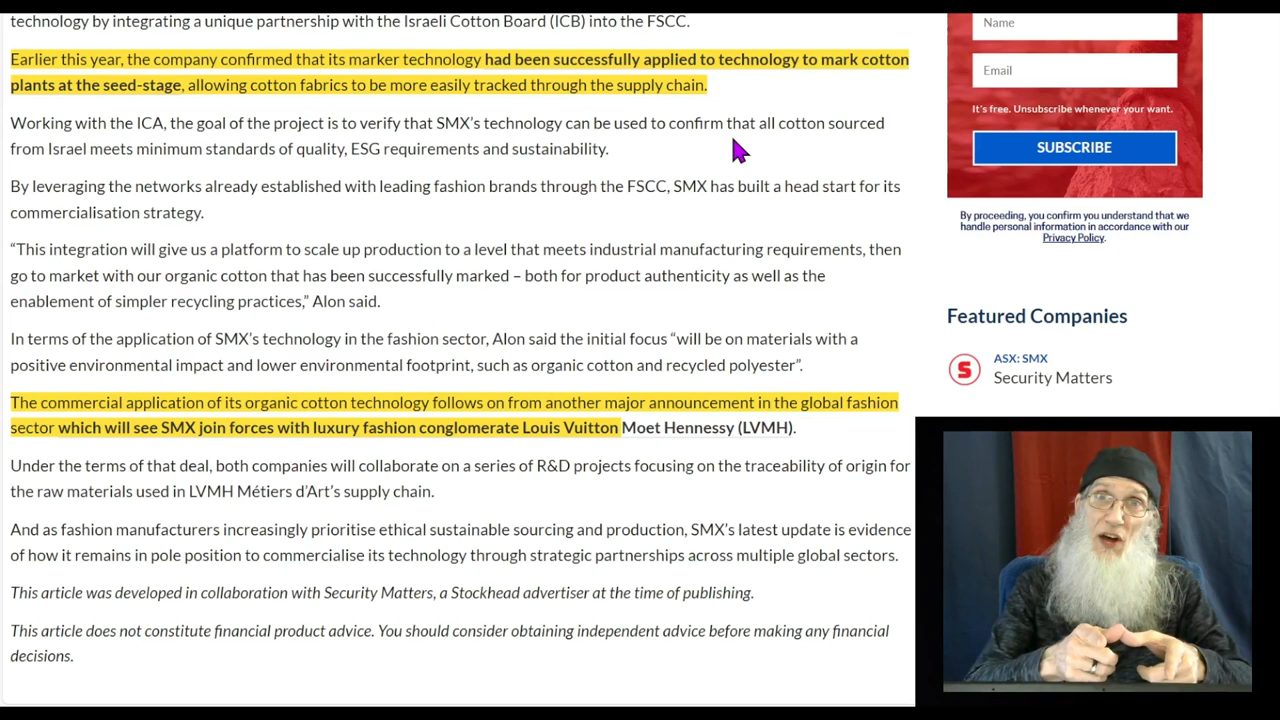 technology by integrating a unique partnership with the Israeli Cotton Board (ICB) into the FSCC.
Earlier this year, the company confirmed that its marker technology had been successfully applied to technology to mark cotton
plants at the seed-stage, allowing cotton fabrics to be more easily tracked through the supply chain.
Working with the ICA, the goal of the project is to verify that SMX’s technology can be used to confirm that all cotton sourced
from Israel meets minimum standards of quality, ESG requirements and sustainability.
By leveraging the networks already established with leading fashion brands through the FSCC, SMX has built a head start for its
commercialisation strategy.
“This integration will give us a platform to scale up production to a level that meets industrial manufacturing requirements, then
go to market with our organic cotton that has been successfully marked – both for product authenticity as well as the
enablement of simpler recycling practices,” Alon said.
In terms of the application of SMX’s technology in the fashion sector, Alon said the initial focus “will be on materials with a
positive environmental impact and lower environmental footprint, such as organic cotton and recycled polyester”.
The commercial application of its organic cotton technology follows on from another major announcement in the global fashion
sector which will see SMX join forces with luxury fashion conglomerate Louis Vuitton Moet Hennessy (LVMH).
Under the terms of that deal, both companies will collaborate on a series of R&D projects focusing on the traceability of origin for
the raw materials used in LVMH Métiers d’Art’s supply chain.
And as fashion manufacturers increasingly prioritise ethical sustainable sourcing and production, SMX’s latest update is evidence
of how it remains in pole position to commercialise its technology through strategic partnerships across multiple global sectors.
This article was developed in collaboration with Security Matters, a Stockhead advertiser at the time of publishing.
This article does not constitute financial product advice. You should consider obtaining independent advice before making any financial
decisions.
Name
Email
It's free. Unsubscribe whenever your want.
SUBSCRIBE
By proceeding, you confirm you understand that we
handle personal information in accordance with our
Privacy Policy.
Featured Companies
S
ASX: SMX
Security Matters